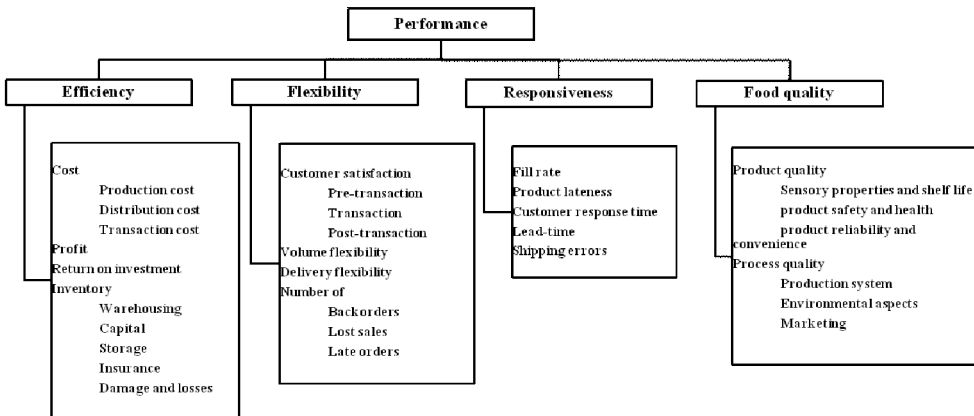 Performance
Efficiency
Flexibility
Responsiveness
Food quality
Cost
Production cost
Distribution cost
Transaction cost
Profit
Return on investment
Inventory
Warehousing
Capital
Storage
Insurance
Damage and losses
Customer satisfaction
Pre-transaction
Transaction
Post-transaction
Volume flexibility
Delivery flexibility
Number of
Backorders
Lost sales
Late orders
Fill rate
Product lateness
Customer response time
Lead-time
Shipping errors
Product quality
Sensory properties and shelf life
product safety and health
product reliability and
convenience
Process quality
Production system
Environmental aspects
Marketing